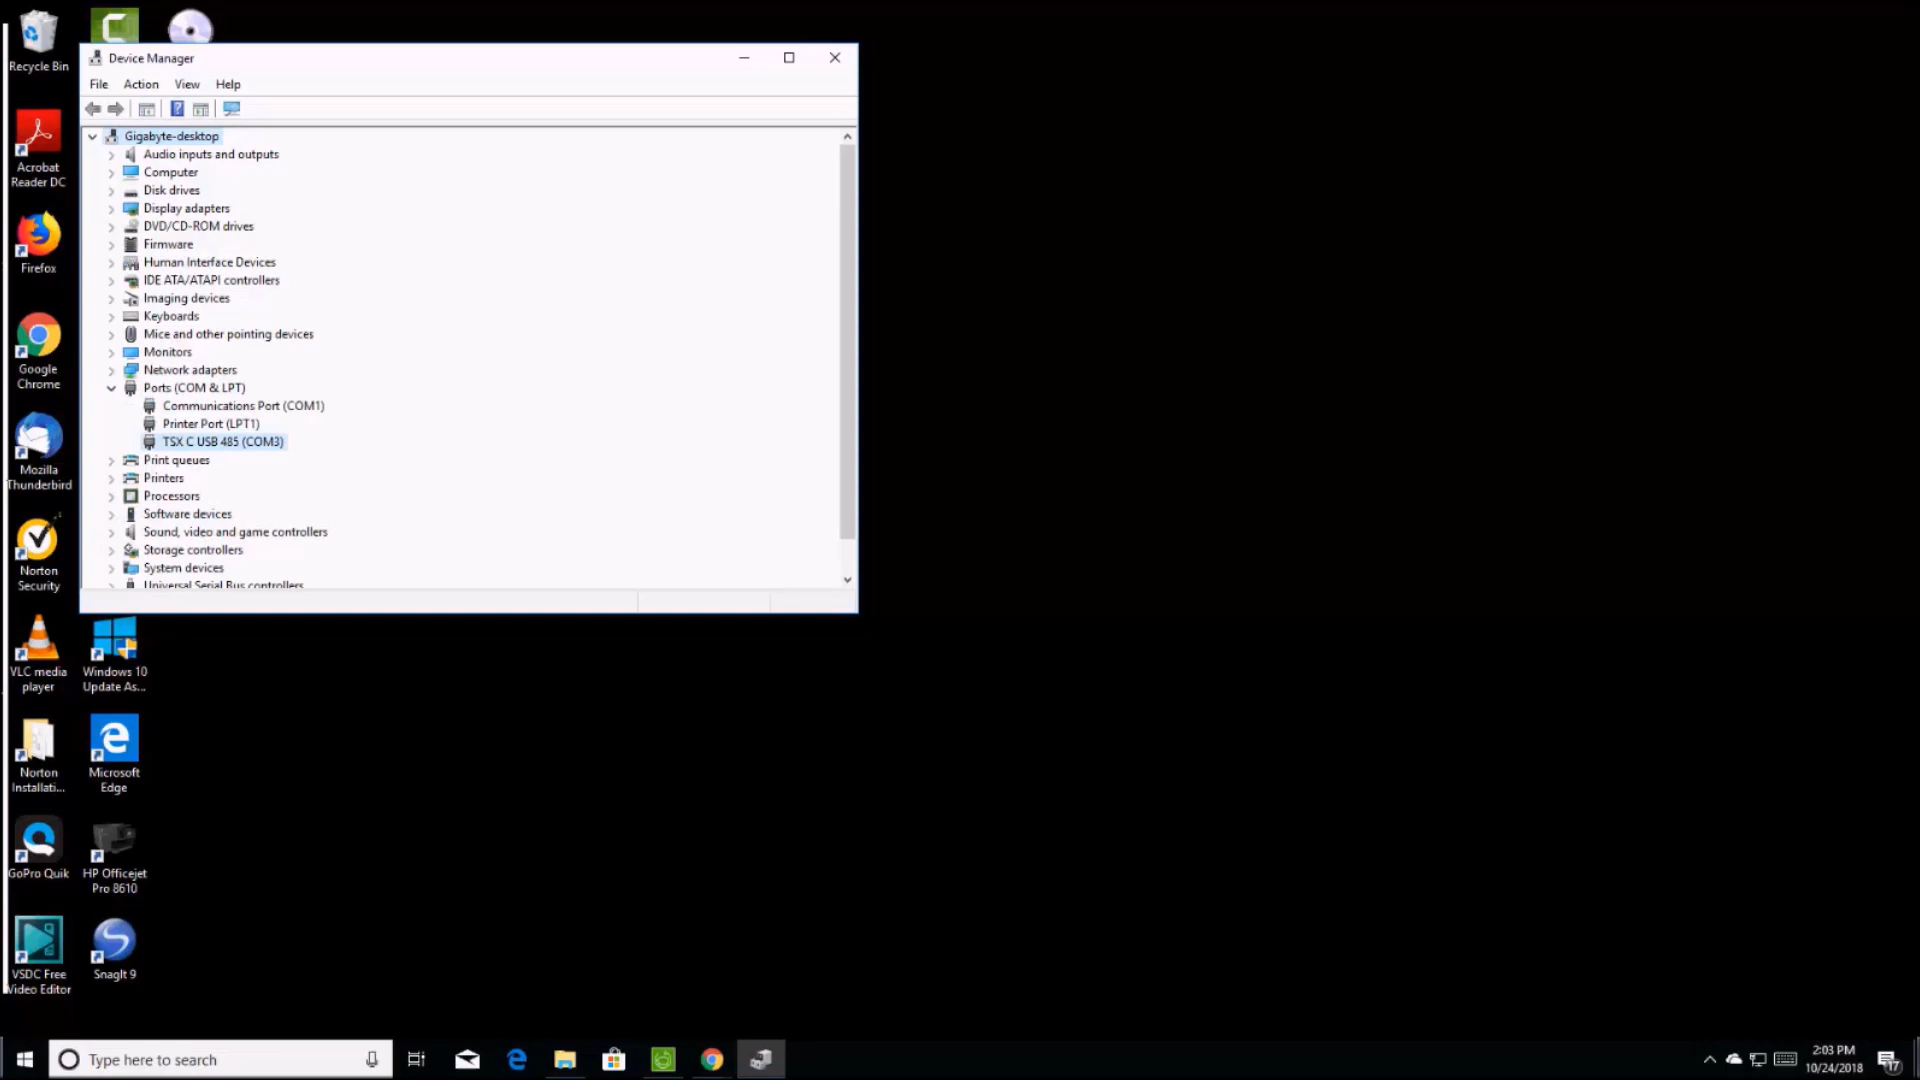 Recycle Bin
Device Manager
File Action View Help
Gigabyte-desktop
Audio inputs and outputs
Computer
Disk drives
Display adapters
DVD/CD-ROM drives
Firmware
Human Interface Devices
IDE ATA/ATAPI controllers
Imaging devices
Keyboards
Mice and other pointing devices
Monitors
Network adapters
Ports (COM & LPT)
Communications Port (COM1)
Printer Port (LPT1)
TSX C USB 485 (COM3)
Print queues
Printers
Processors
Software devices
Sound, video and game controllers
Storage controllers
System devices
Universal Serial Bus controllers
Acrobat
Reader DC
Firefox
Google
Chrome
Mozilla
Thunderbird
Norton
Security
VLC media
player
Windows 10
Update As...
Norton
Installati...
Microsoft
Edge
GoPro Quik
HP Officejet
Pro 8610
VSDC Free
Video Editor
SnagIt 9
Type here to search
2:03 PM
10/24/2018
17